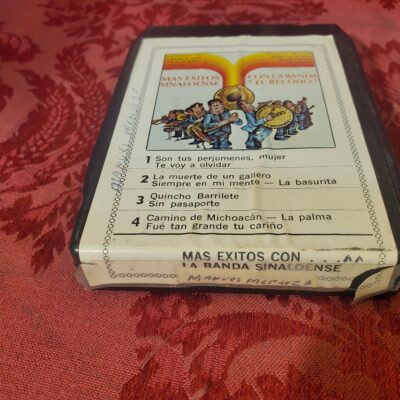 MAS EXITOS
SINALOENSE
CON LA BANDA
"EL RECODO"
1 Son tus perjumenes, mujer
Te voy a olvidar
2 La muerte de un gallero
Siempre en mi mente — La basurita
3 Quincho Barrilete
Sin pasaporte
4 Camino de Michoacán — La palma
Fué tan grande tu cariño
MAS EXITOS CON . . .
LA BANDA SINALOENSE
MANUEL